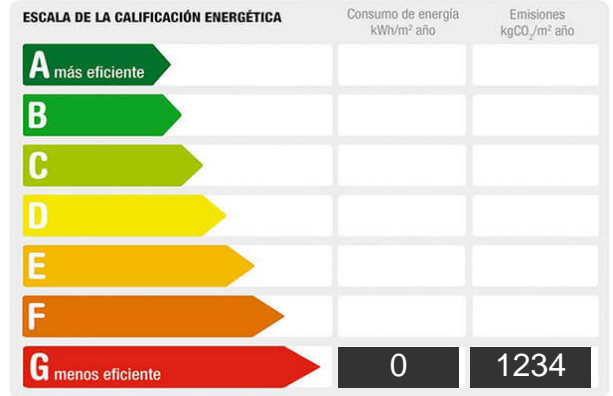 ESCALA DE LA CALIFICACIÓN ENERGÉTICA
Consumo de energía
kWh/m² año
Emisiones
kgCO₂/m² año
A más eficiente
B
C
D
E
F
G menos eficiente
0
1234